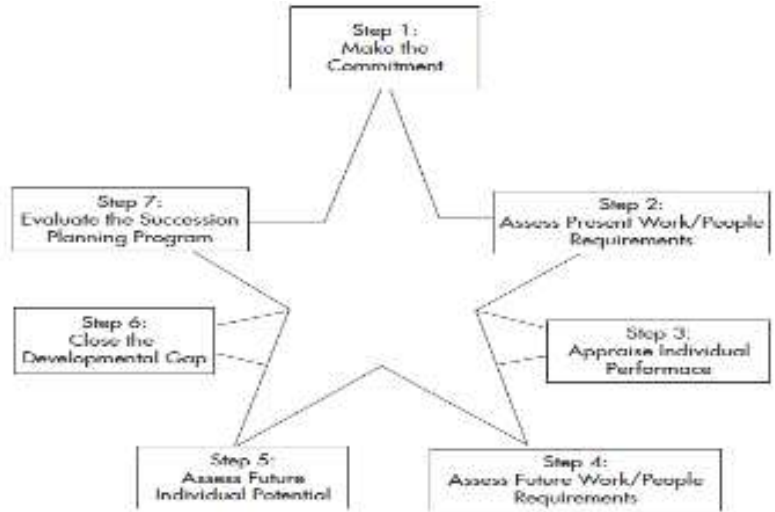 Step 1:
Make the
Commitment
Step 7:
Evaluate the Succession
Planning Program
Step 2:
Assess Present Work/People
Requirements
Step 6:
Close the
Developmental Gap
Step 3:
Appraise Individual
Performace
Step 5:
Assess Future
Individual Potential
Step 4:
Assess Future Work/People
Requirements